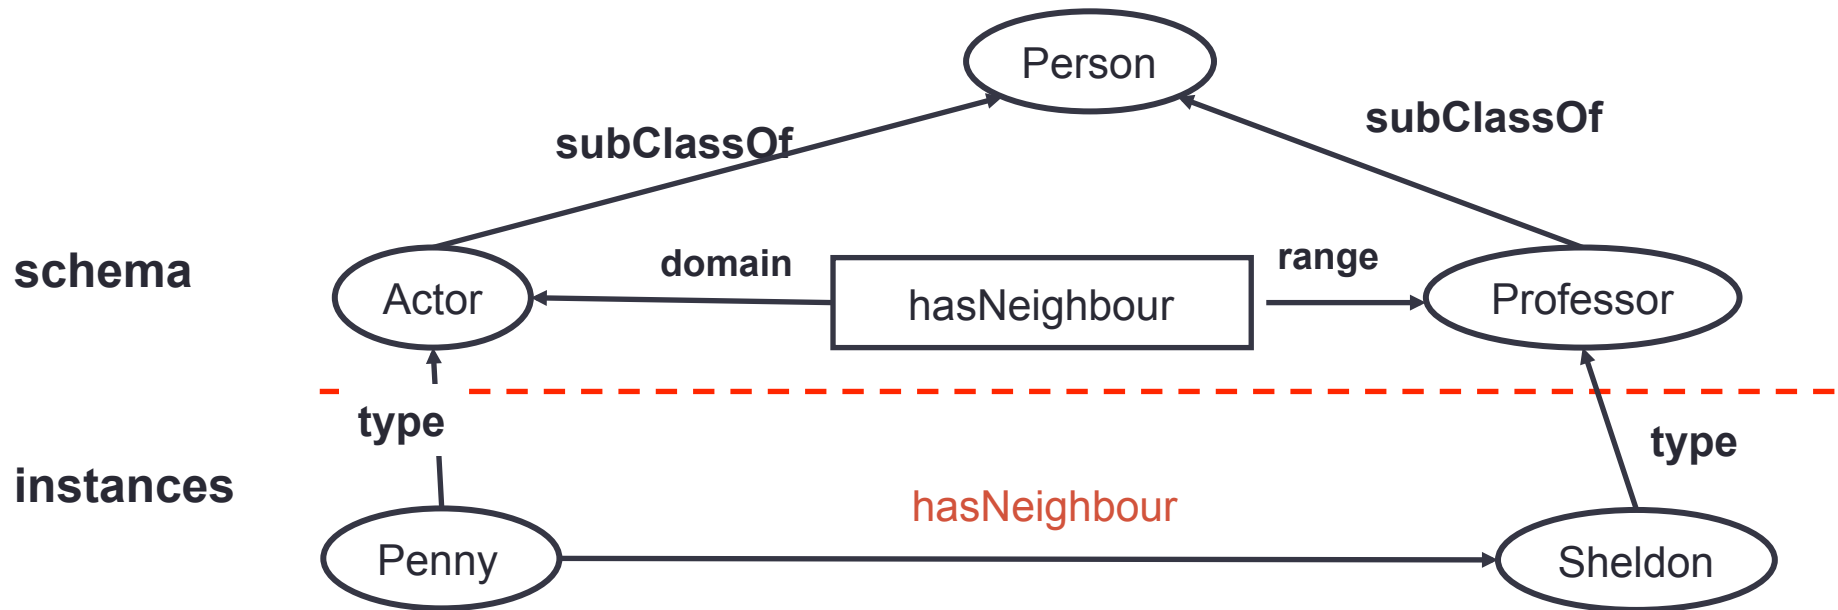 Person
subClassOf
subClassOf
schema
Actor
domain
hasNeighbour
range
Professor
type
type
instances
hasNeighbour
Penny
Sheldon